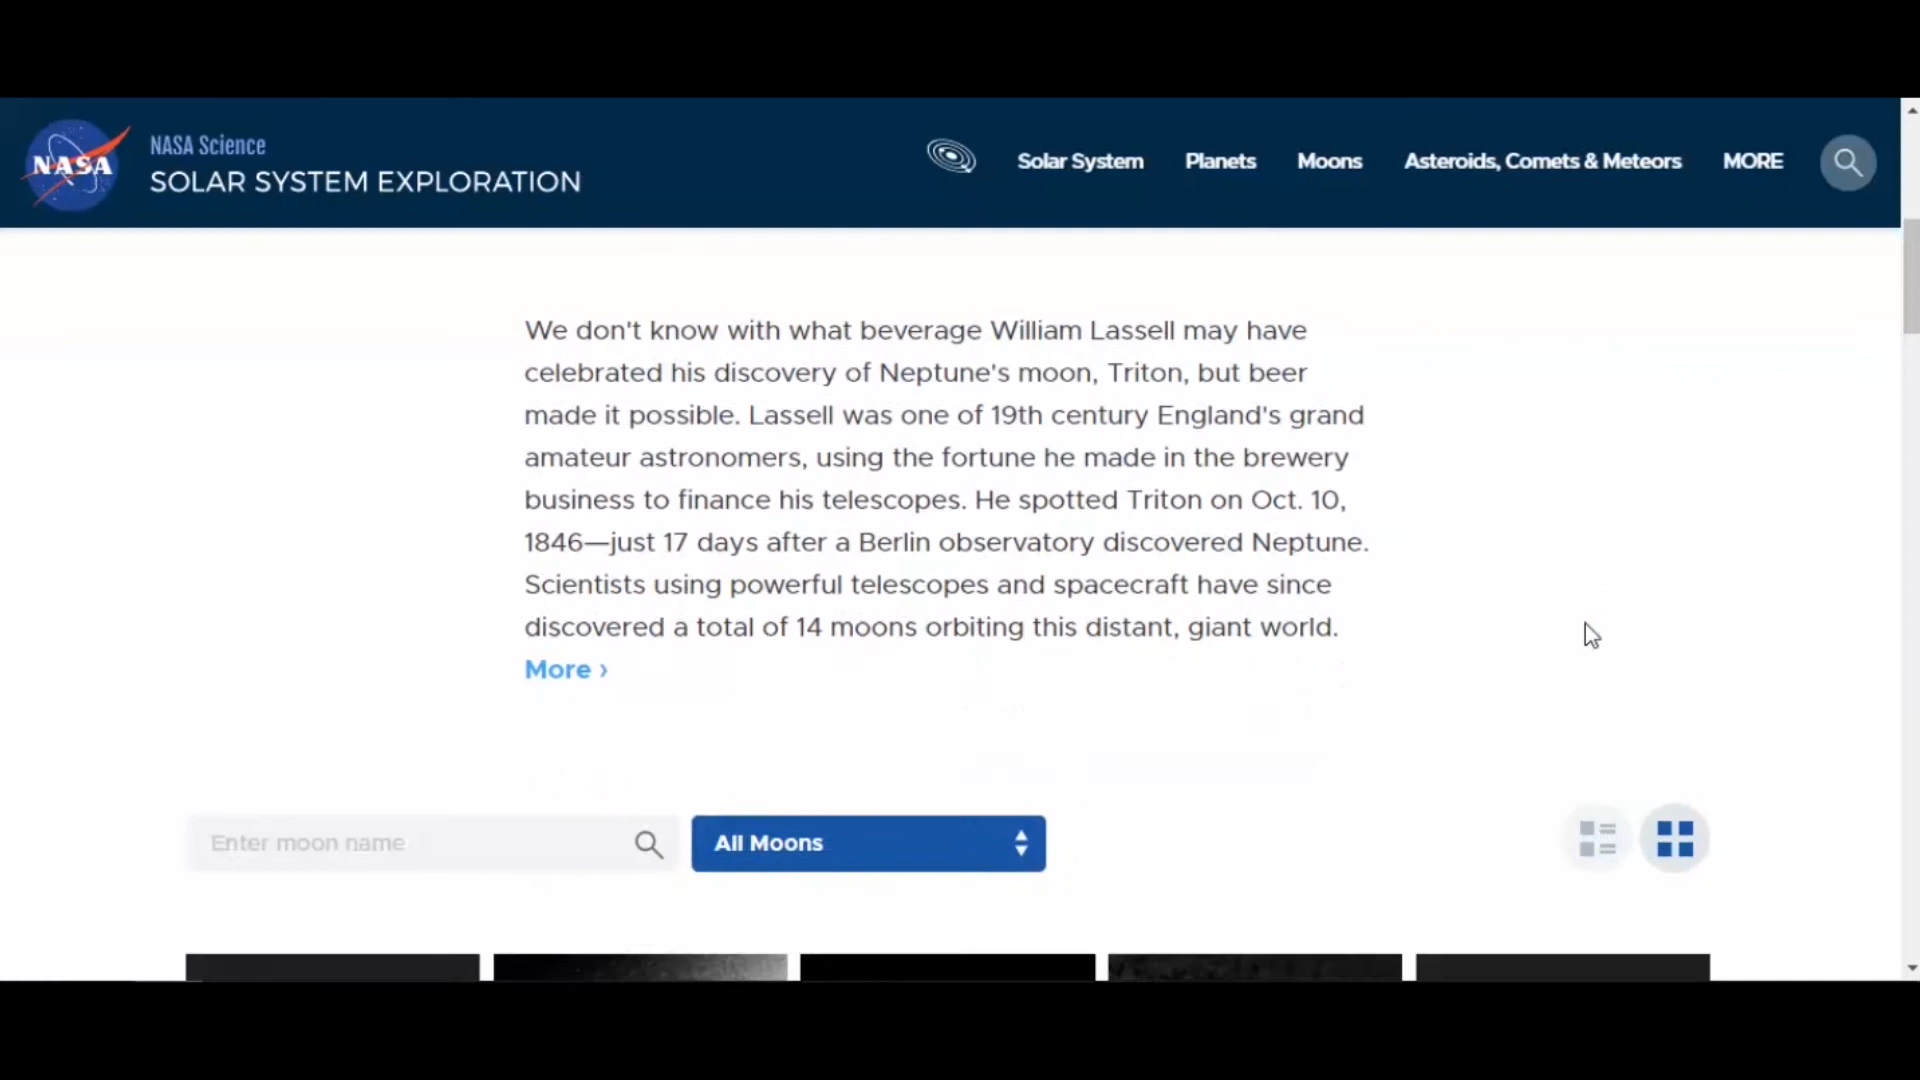 NASA
NASA Science
SOLAR SYSTEM EXPLORATION
Solar System
Planets
Moons
Asteroids, Comets & Meteors
MORE
We don't know with what beverage William Lassell may have
celebrated his discovery of Neptune's moon, Triton, but beer
made it possible. Lassell was one of 19th century England's grand
amateur astronomers, using the fortune he made in the brewery
business to finance his telescopes. He spotted Triton on Oct. 10,
1846—just 17 days after a Berlin observatory discovered Neptune.
Scientists using powerful telescopes and spacecraft have since
discovered a total of 14 moons orbiting this distant, giant world.
More ›
Enter moon name
All Moons